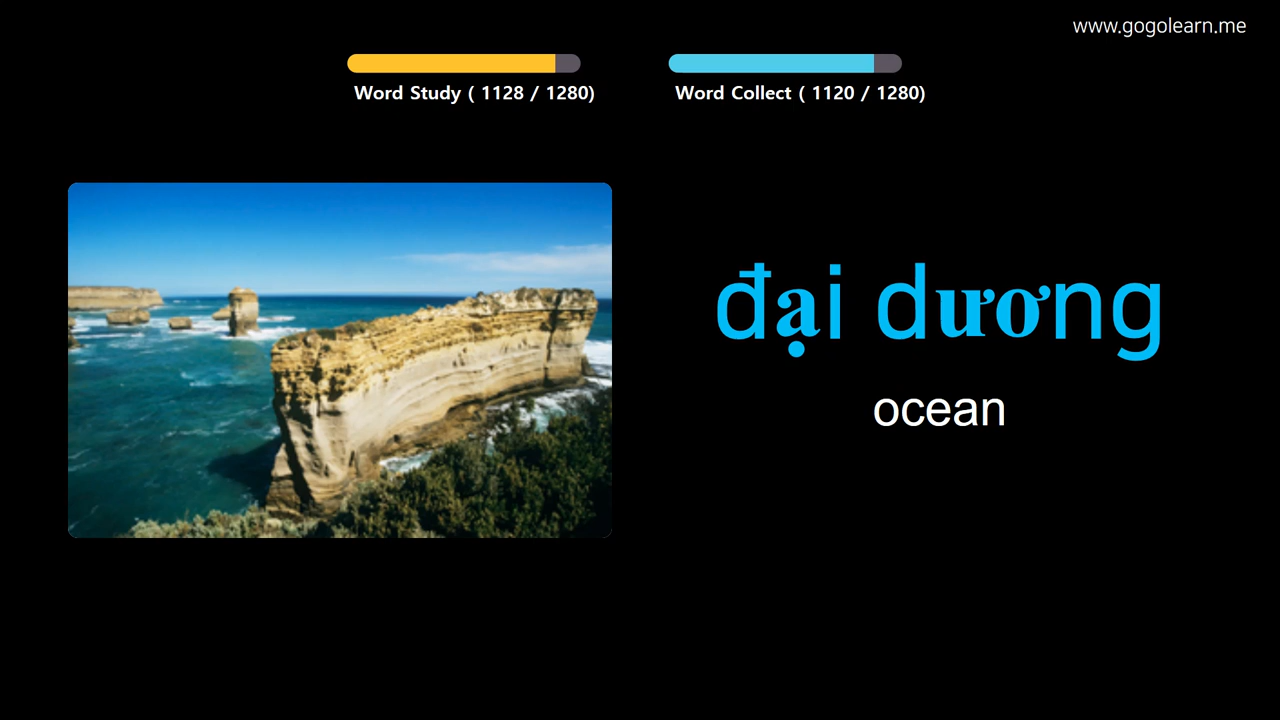 www.gogolearn.me
Word Study ( 1128 / 1280)
Word Collect ( 1120 / 1280)
đại dương
ocean